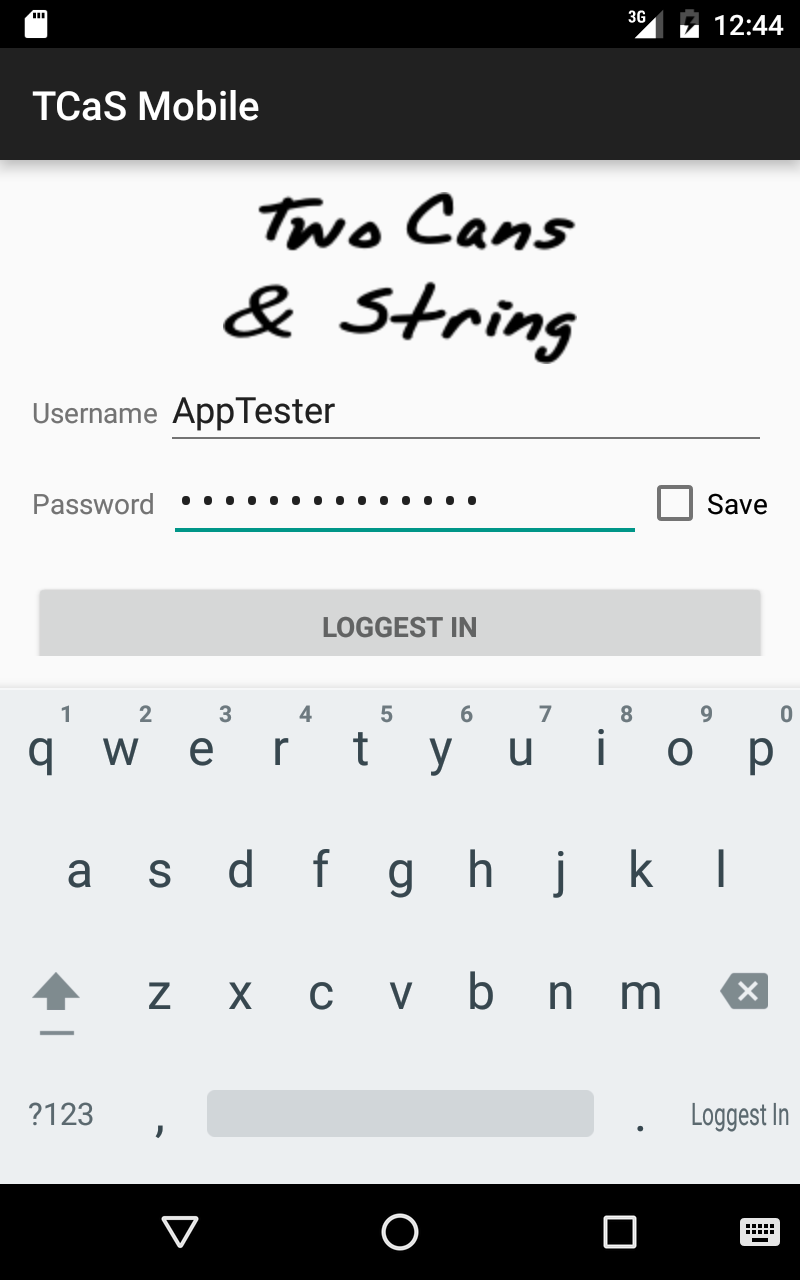 3G 12:44
TCaS Mobile
Two Cans
& String
Username AppTester
Password •••••••••••••• Save
LOGGEST IN
1 2 3 4 5 6 7 8 9 0
q w e r t y u i o p
a s d f g h j k l
z x c v b n m
?123 , . Loggest In